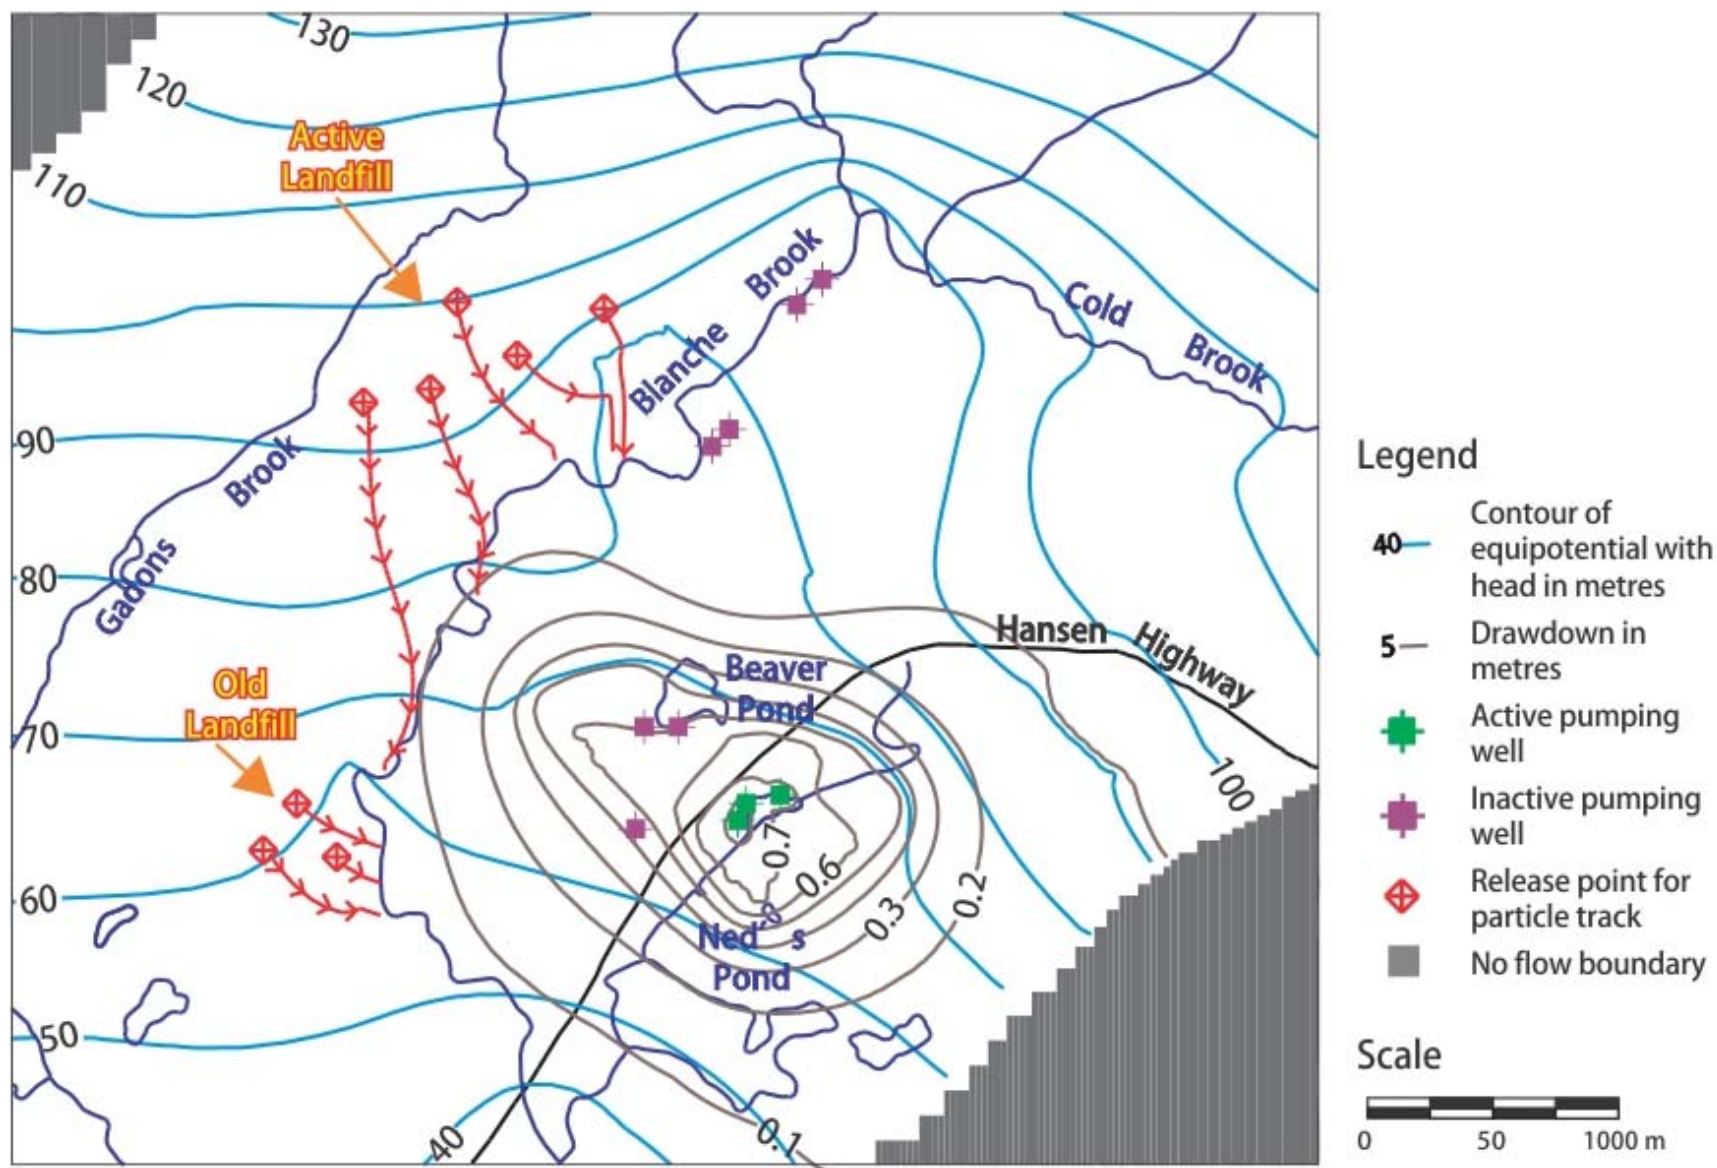 130
120
Active
Landfill
110
Brook
Cold
Brook
Blanche
90
Brook
Gadons
80
Hansen Highway
Beaver
Pond
Old
Landfill
70
100
0.7
0.6
0.3
0.2
60
Ned's
Pond
50
40
0.1
Legend
40
Contour of
equipotential with
head in metres
5
Drawdown in
metres
Active pumping
well
Inactive pumping
well
Release point for
particle track
No flow boundary
Scale
0 50 1000 m